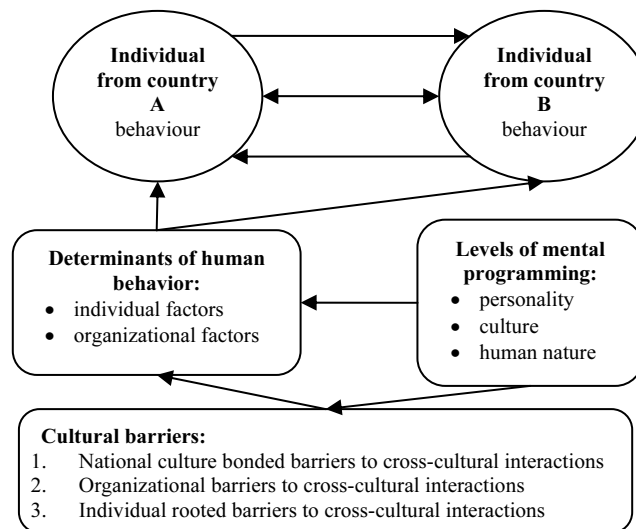 Individual
from country
A
behaviour
Individual
from country
B
behaviour
Determinants of human
behavior:
• individual factors
• organizational factors
Levels of mental
programming:
• personality
• culture
• human nature
Cultural barriers:
1. National culture bonded barriers to cross-cultural interactions
2. Organizational barriers to cross-cultural interactions
3. Individual rooted barriers to cross-cultural interactions